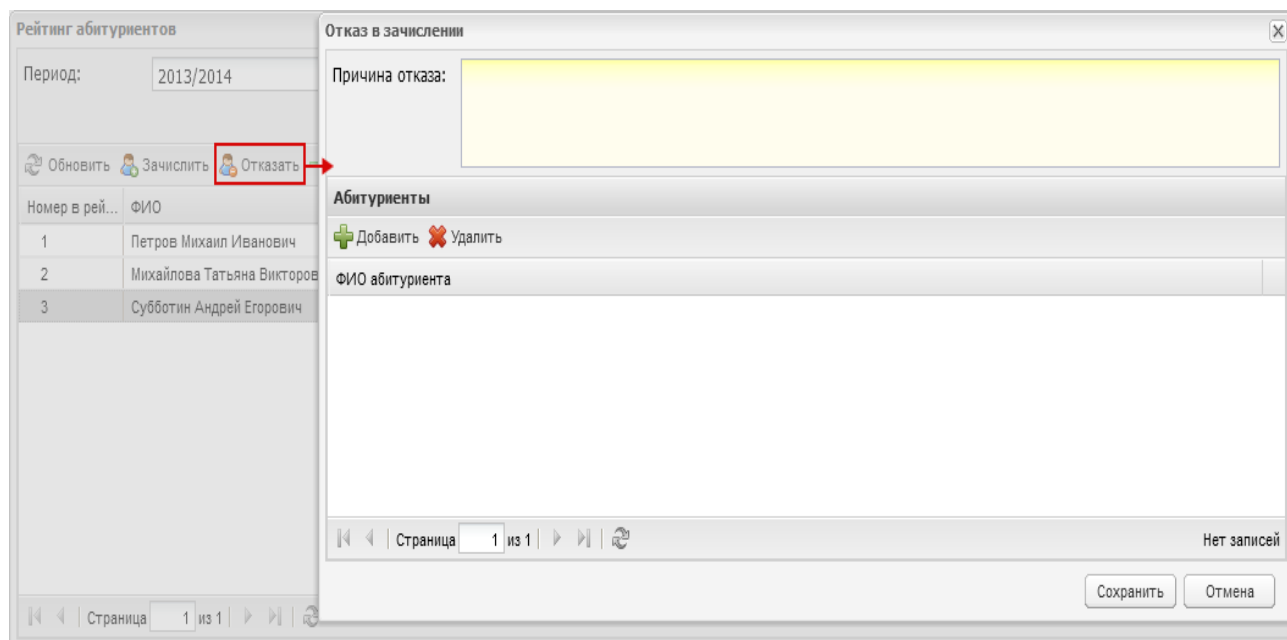 Рейтинг абитуриентов
Период: 2013/2014
Обновить Зачислить Отказать
Номер в рей... ФИО
1 Петров Михаил Иванович
2 Михайлова Татьяна Викторов
3 Субботин Андрей Егорович
Страница 1 из 1
Отказ в зачислении
Причина отказа:
Абитуриенты
Добавить Удалить
ФИО абитуриента
Страница 1 из 1 Нет записей
Сохранить Отмена